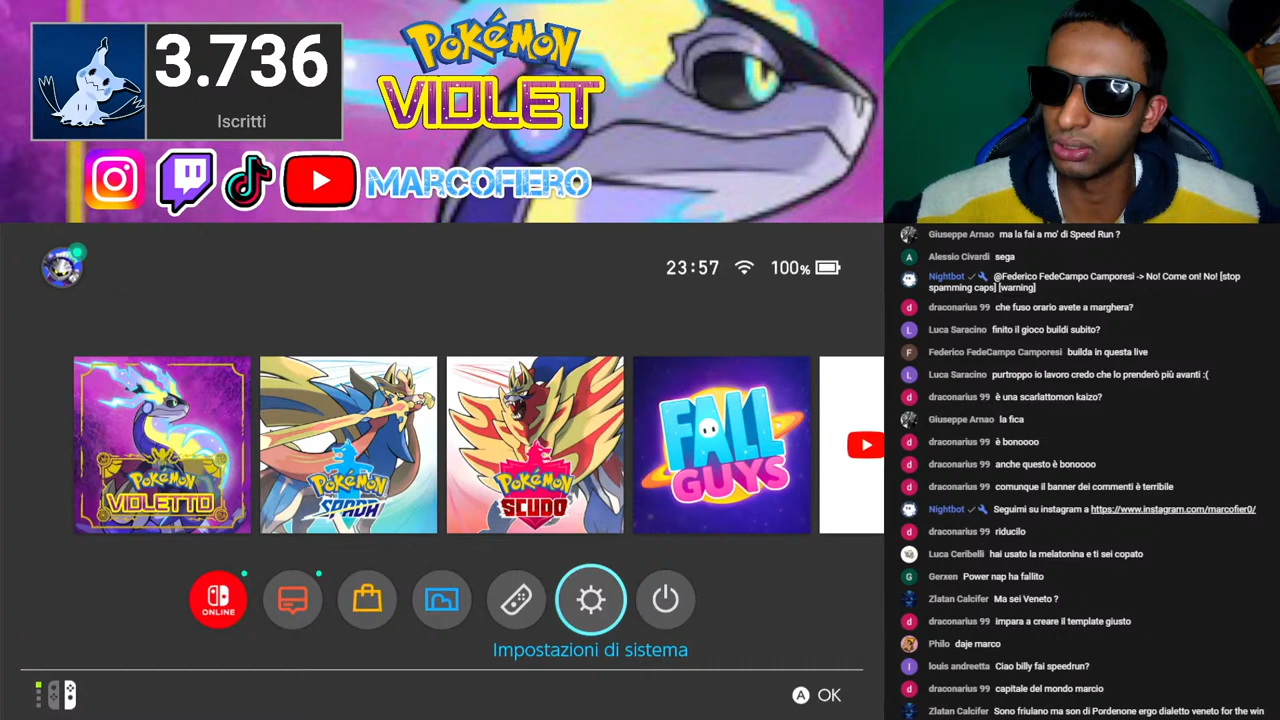 3.736
Iscritti
POKÉMON
VIOLET
MARCOFIERO
23:57
100%
POKÉMON
VIOLETTO
POKÉMON
SPADA
POKÉMON
SCUDO
FALL
GUYS
ONLINE
Impostazioni di sistema
A OK
Giuseppe Arnao ma la fai a mo' di Speed Run ?
A Alessio Civardi sega
Nightbot @Federico FedeCampo Camporesi -> No! Come on! No! [stop
spamming caps] [warning]
d draconarius 99 che fuso orario avete a marghera?
L Luca Saracino finito il gioco buildi subito?
F Federico FedeCampo Camporesi builda in questa live
L Luca Saracino purtroppo io lavoro credo che lo prenderò più avanti :(
d draconarius 99 è una scarlattomon kaizo?
Giuseppe Arnao la fica
d draconarius 99 è bonoooo
d draconarius 99 anche questo è bonoooo
d draconarius 99 comunque il banner dei commenti è terribile
Nightbot Seguimi su instagram a https://www.instagram.com/marcofier0/
d draconarius 99 riducilo
Luca Ceribelli hai usato la melatonina e ti sei copato
G Gerxen Power nap ha fallito
Zlatan Calcifer Ma sei Veneto ?
d draconarius 99 impara a creare il template giusto
Philo daje marco
l louis andreetta Ciao billy fai speedrun?
d draconarius 99 capitale del mondo marcio
Zlatan Calcifer Sono friulano ma son di Pordenone ergo dialetto veneto for the win